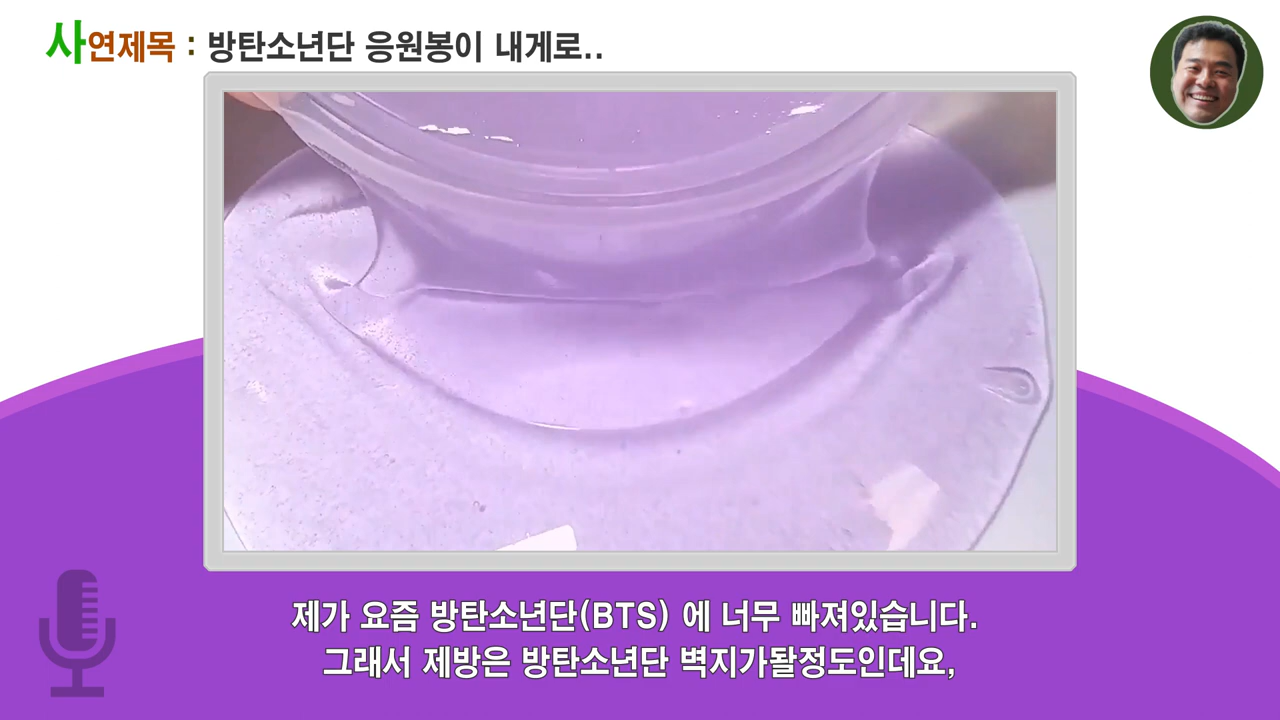 사연제목 : 방탄소년단 응원봉이 내게로..
제가 요즘 방탄소년단(BTS) 에 너무 빠져있습니다.
그래서 제방은 방탄소년단 벽지가돨정도인데요,